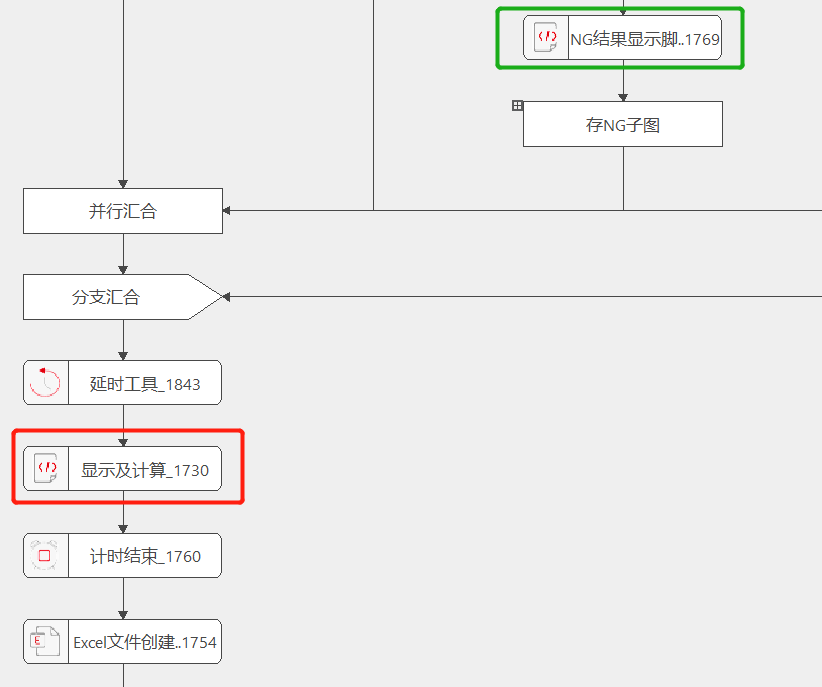 NG结果显示脚..1769
存NG子图
并行汇合
分支汇合
延时工具_1843
显示及计算_1730
计时结束_1760
E
Excel文件创建..1754